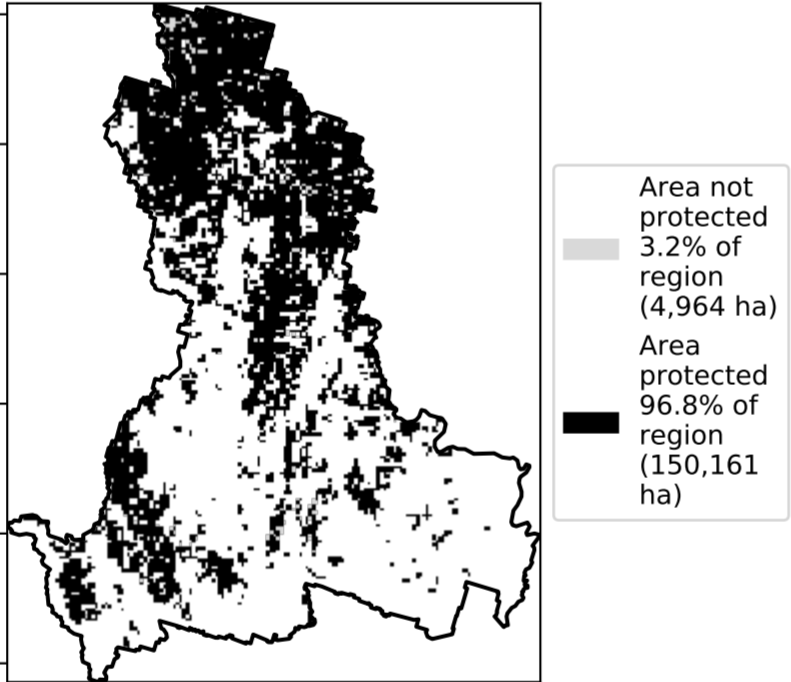 Area not
protected
3.2% of
region
(4,964 ha)
Area
protected
96.8% of
region
(150,161
ha)